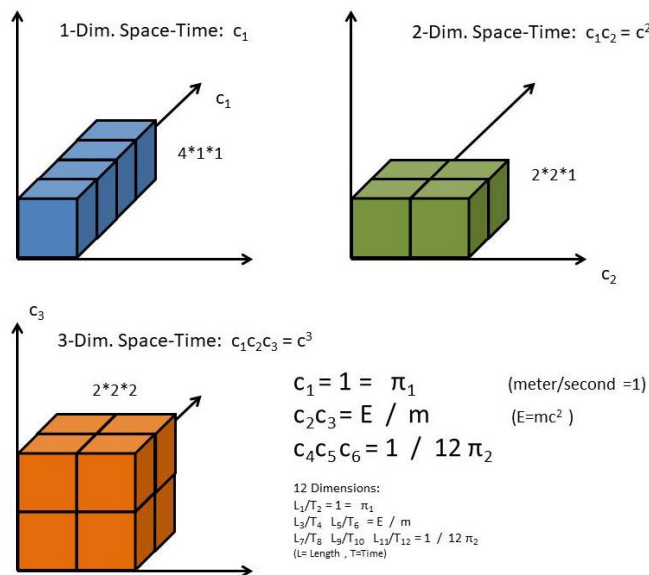 1-Dim. Space-Time: c₁
c₁
4*1*1
2-Dim. Space-Time: c₁c₂ = c²
2*2*1
c₂
c₃
3-Dim. Space-Time: c₁c₂c₃ = c³
2*2*2
c₁ = 1 = π₁ (meter/second =1)
c₂c₃ = E / m (E=mc²)
c₄c₅c₆ = 1 / 12 π₂
12 Dimensions:
L₁/T₂ = 1 = π₁
L₃/T₄ L₅/T₆ = E / m
L₇/T₈ L₉/T₁₀ L₁₁/T₁₂ = 1 / 12 π₂
(L= Length , T=Time)